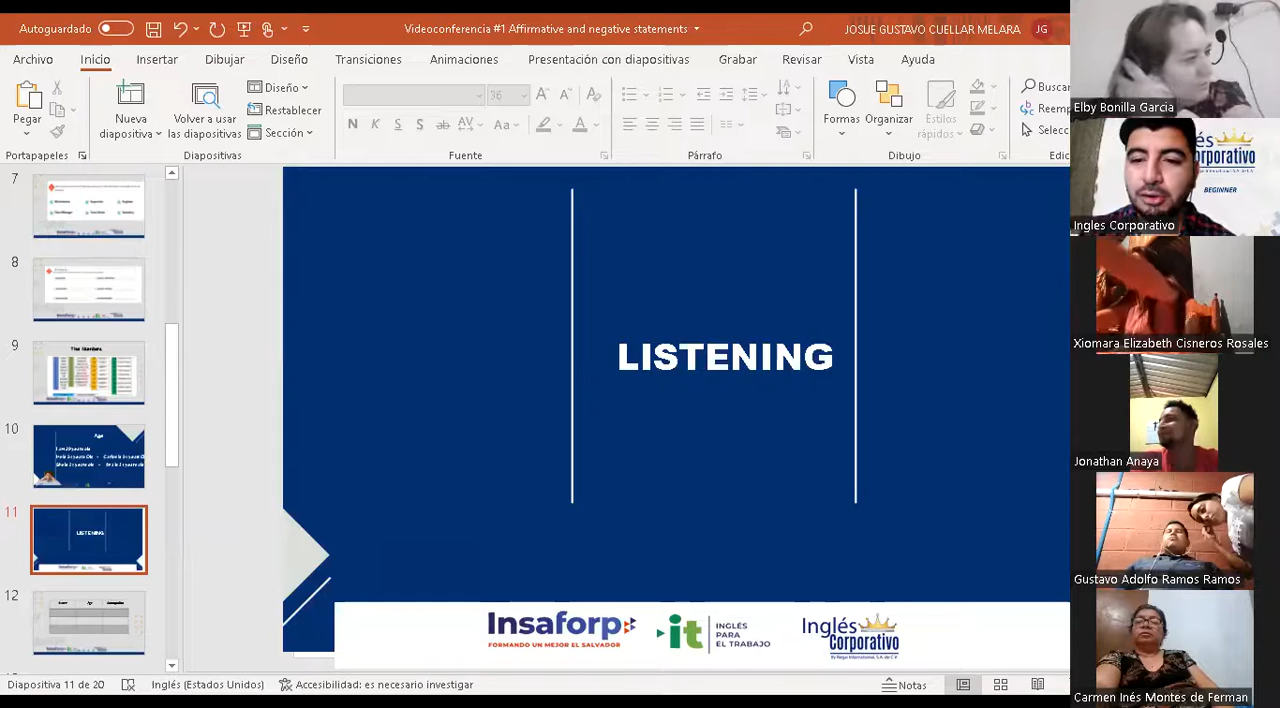 Autoguardado
Videoconferencia #1 Affirmative and negative statements
JOSUE GUSTAVO CUELLAR MELARA
JG
Archivo
Inicio
Insertar
Dibujar
Diseño
Transiciones
Animaciones
Presentación con diapositivas
Grabar
Revisar
Vista
Ayuda
Pegar
Nueva
diapositiva
Volver a usar
las diapositivas
Diseño
Restablecer
Sección
36
Aa
Formas
Organizar
Estilos
rápidos
Buscar
Portapapeles
Diapositivas
Fuente
Párrafo
Dibujo
7
8
9
The Numbers
10
Age
11
LISTENING
12
LISTENING
Insaforp
FORMANDO UN MEJOR EL SALVADOR
it
INGLÉS
PARA
EL TRABAJO
Inglés
Corporativo
Diapositiva 11 de 20
Inglés (Estados Unidos)
Accesibilidad: es necesario investigar
Notas
Elby Bonilla Garcia
BEGINNER
Ingles Corporativo
Xiomara Elizabeth Cisneros Rosales
Jonathan Anaya
Gustavo Adolfo Ramos Ramos
Carmen Inés Montes de Ferman